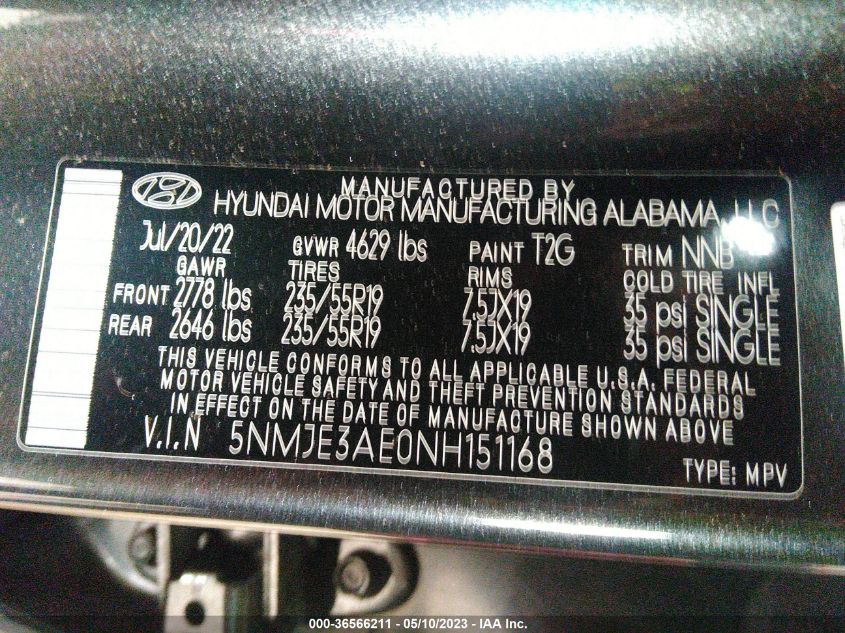 MANUFACTURED BY
HYUNDAI MOTOR MANUFACTURING ALABAMA, LLC
Jul/20/22 GVWR 4629 lbs PAINT T2G TRIM NNB
GAWR TIRES RIMS COLD TIRE INFL
FRONT 2778 lbs 235/55R19 7.5JX19 35 psi SINGLE
REAR 2646 lbs 235/55R19 7.5JX19 35 psi SINGLE
THIS VEHICLE CONFORMS TO ALL APPLICABLE U.S.A. FEDERAL
MOTOR VEHICLE SAFETY AND THEFT PREVENTION STANDARDS
IN EFFECT ON THE DATE OF MANUFACTURE SHOWN ABOVE
V.I.N 5NMJE3AE0NH151168
TYPE: MPV
000-36566211 - 05/10/2023 - IAA Inc.